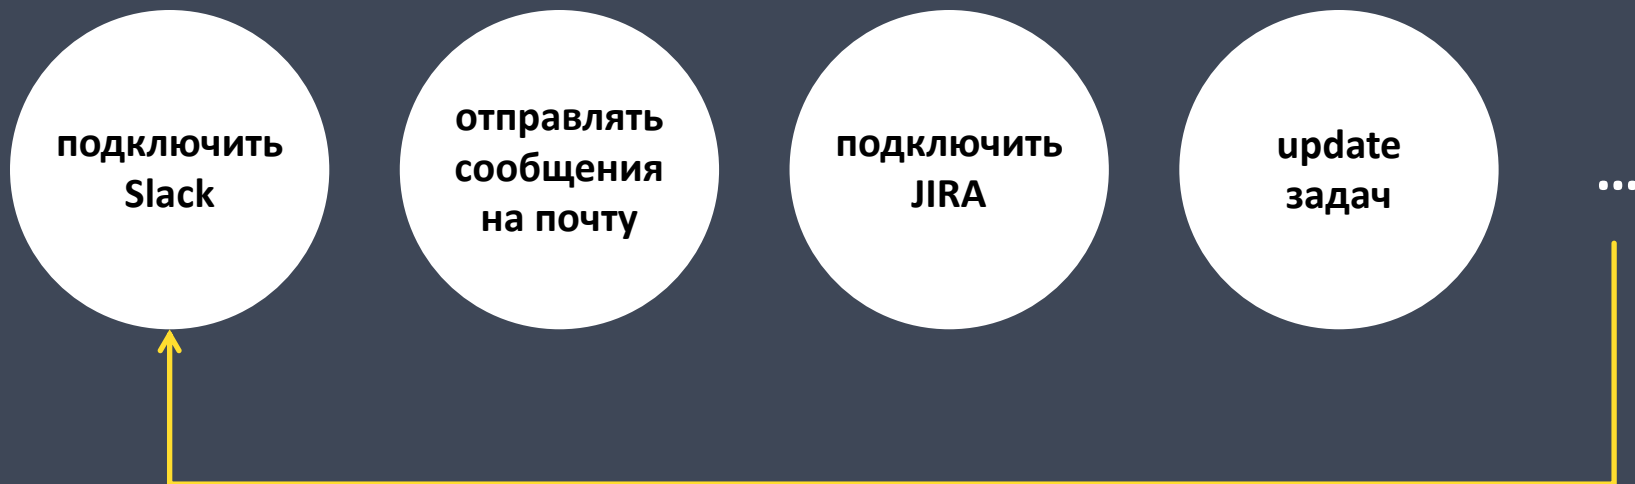 подключить
Slack
отправлять
сообщения
на почту
подключить
JIRA
update
задач
...